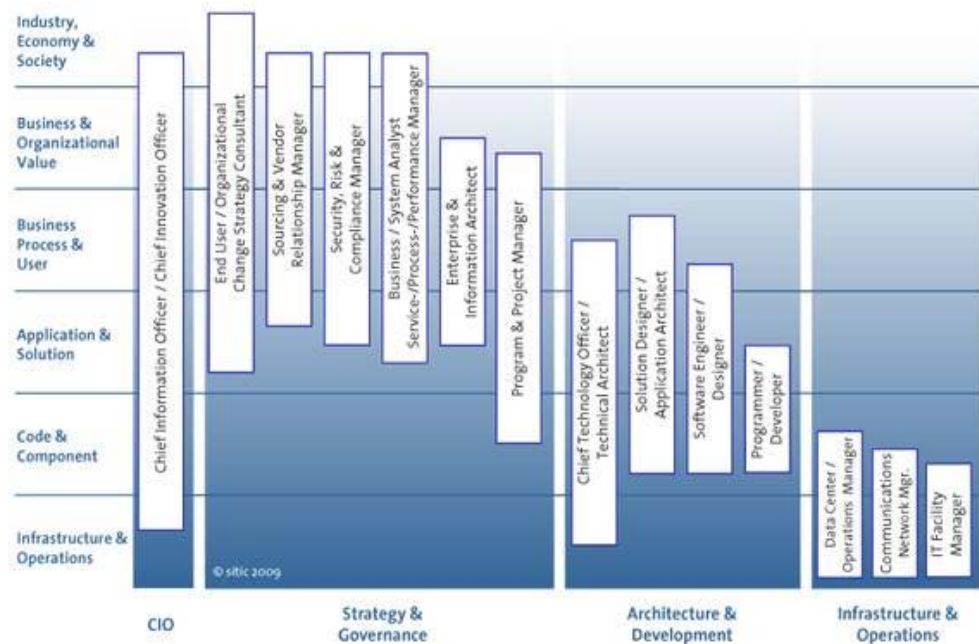 Industry,
Economy &
Society
Business &
Organizational
Value
Business
Process &
User
Application &
Solution
Code &
Component
Infrastructure &
Operations
Chief Information Officer / Chief Innovation Officer
End User / Organizational
Change Strategy Consultant
Sourcing & Vendor
Relationship Manager
Security, Risk &
Compliance Manager
Business / System Analyst
Service-/Process-/Performance Manager
Enterprise &
Information Architect
Program & Project Manager
Chief Technology Officer /
Technical Architect
Solution Designer /
Application Architect
Software Engineer /
Designer
Programmer /
Developer
Data Center /
Operations Manager
Communications
Network Mgr.
IT Facility
Manager
© sitic 2009
CIO
Strategy &
Governance
Architecture &
Development
Infrastructure &
Operations